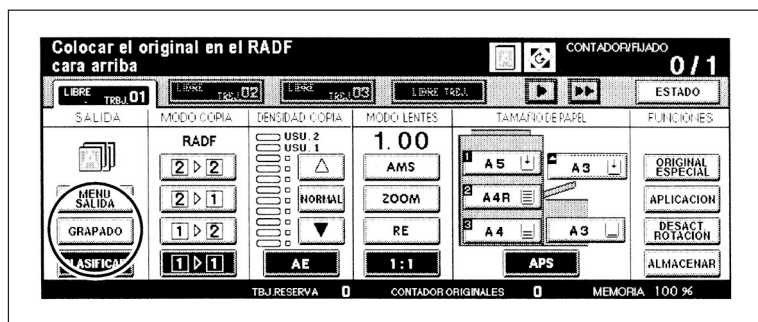 Colocar el original en el RADF
cara arriba
CONTADOR/FIJADO
0/1
LIBRE TRBJ.01
LIBRE TRBJ.02
LIBRE TRBJ.03
LIBRE TRBJ.
ESTADO
SALIDA
MODO COPIA
DENSIDAD COPIA
MODO LENTES
TAMAÑO DE PAPEL
FUNCIONES
MENU
SALIDA
GRAPADO
CLASIFICAR
RADF
2 ▷ 2
2 ▷ 1
1 ▷ 2
1 ▷ 1
USU.2
USU.1
NORMAL
AE
1.00
AMS
ZOOM
RE
1:1
1 A5
A3
2 A4R
3 A4
A3
APS
ORIGINAL
ESPECIAL
APLICACION
DESACT.
ROTACION
ALMACENAR
TBJ.RESERVA 0
CONTADOR ORIGINALES 0
MEMORIA 100 %